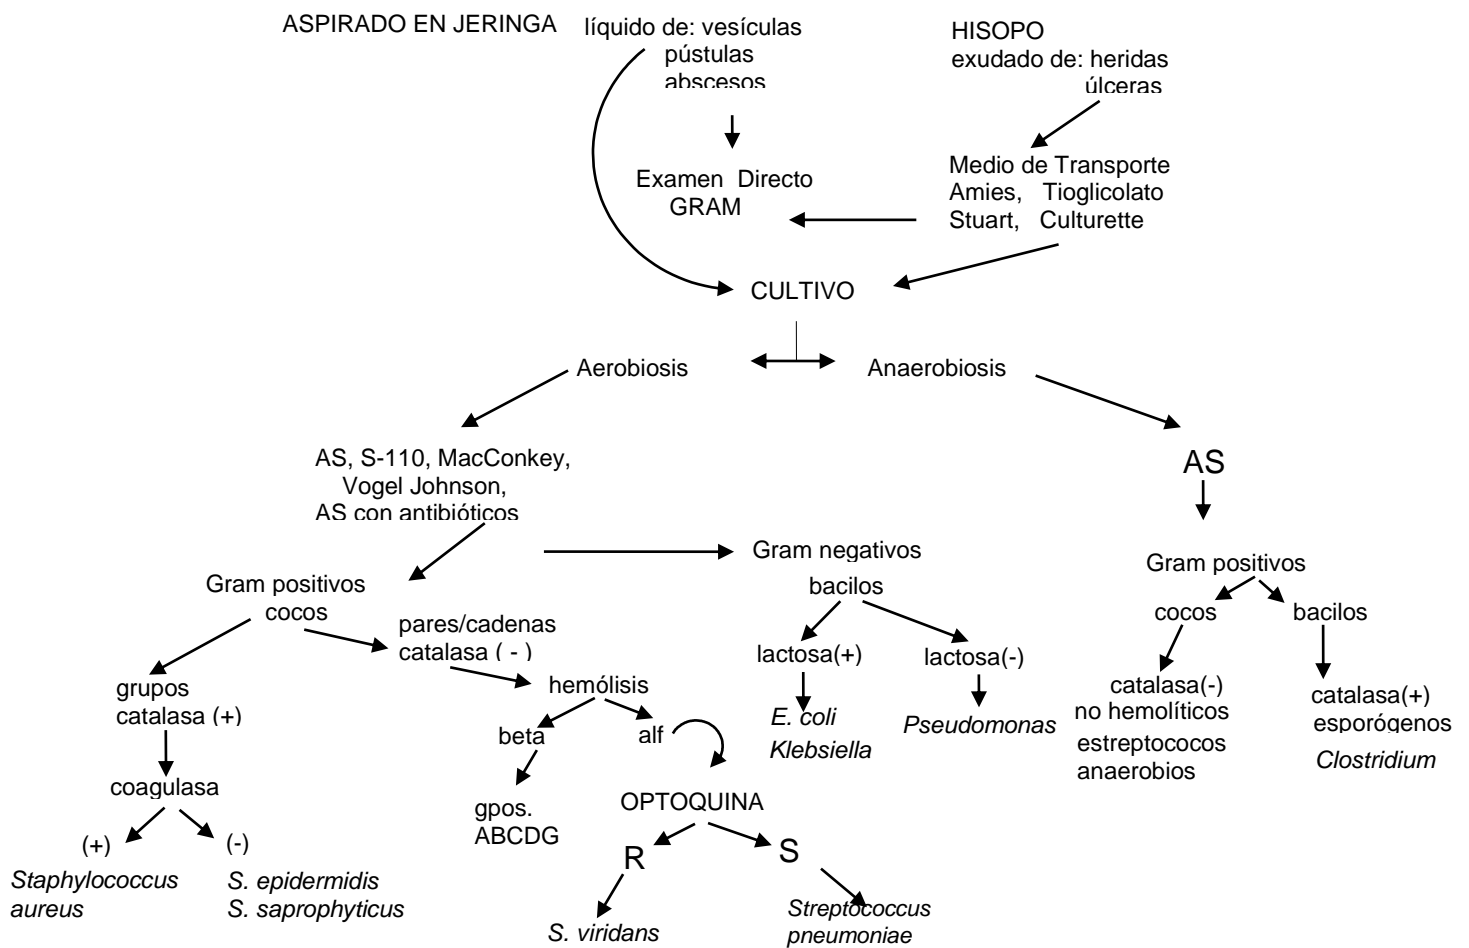 ASPIRADO EN JERINGA
líquido de: vesículas
pústulas
abscesos
HISOPO
exudado de: heridas
úlceras
Examen Directo
GRAM
Medio de Transporte
Amies, Tioglicolato
Stuart, Culturette
CULTIVO
Aerobiosis
Anaerobiosis
AS, S-110, MacConkey,
Vogel Johnson,
AS con antibióticos
AS
Gram positivos
cocos
Gram negativos
bacilos
Gram positivos
cocos
bacilos
pares/cadenas
catalasa ( - )
grupos
catalasa (+)
hemólisis
beta
alf
lactosa(+)
lactosa(-)
E. coli
Klebsiella
Pseudomonas
catalasa(-)
no hemolíticos
estreptococos
anaerobios
catalasa(+)
esporógenos
Clostridium
coagulasa
(+)
(-)
Staphylococcus
aureus
S. epidermidis
S. saprophyticus
gpos.
ABCDG
OPTOQUINA
R
S
S. viridans
Streptococcus
pneumoniae